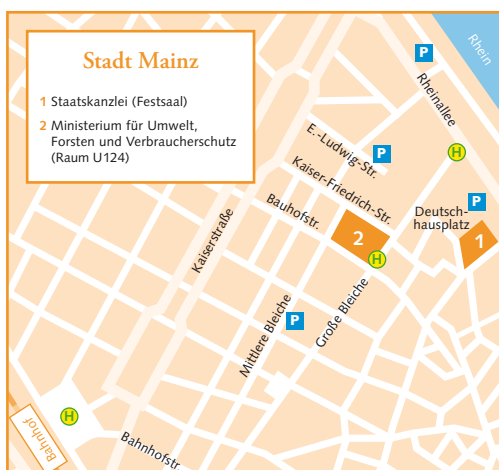 Stadt Mainz
1 Staatskanzlei (Festsaal)
2 Ministerium für Umwelt,
Forsten und Verbraucherschutz
(Raum U124)
Rhein
P
Rheinallee
H
E.-Ludwig-Str.
P
Kaiser-Friedrich-Str.
P
Bauhofstr.
Deutsch-
hausplatz
2
1
H
Kaiserstraße
Mittlere Bleiche
P
Große Bleiche
H
Bahnhof
Bahnhofstr.